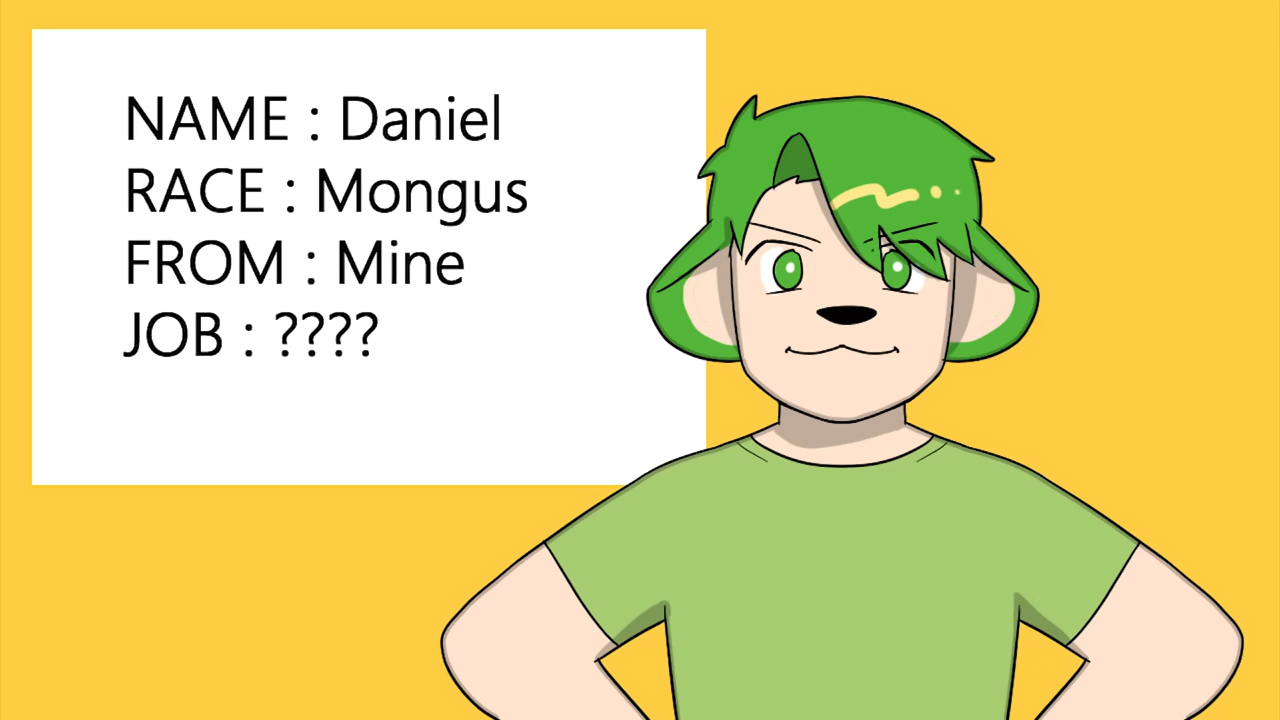 NAME : Daniel
RACE : Mongus
FROM : Mine
JOB : ????